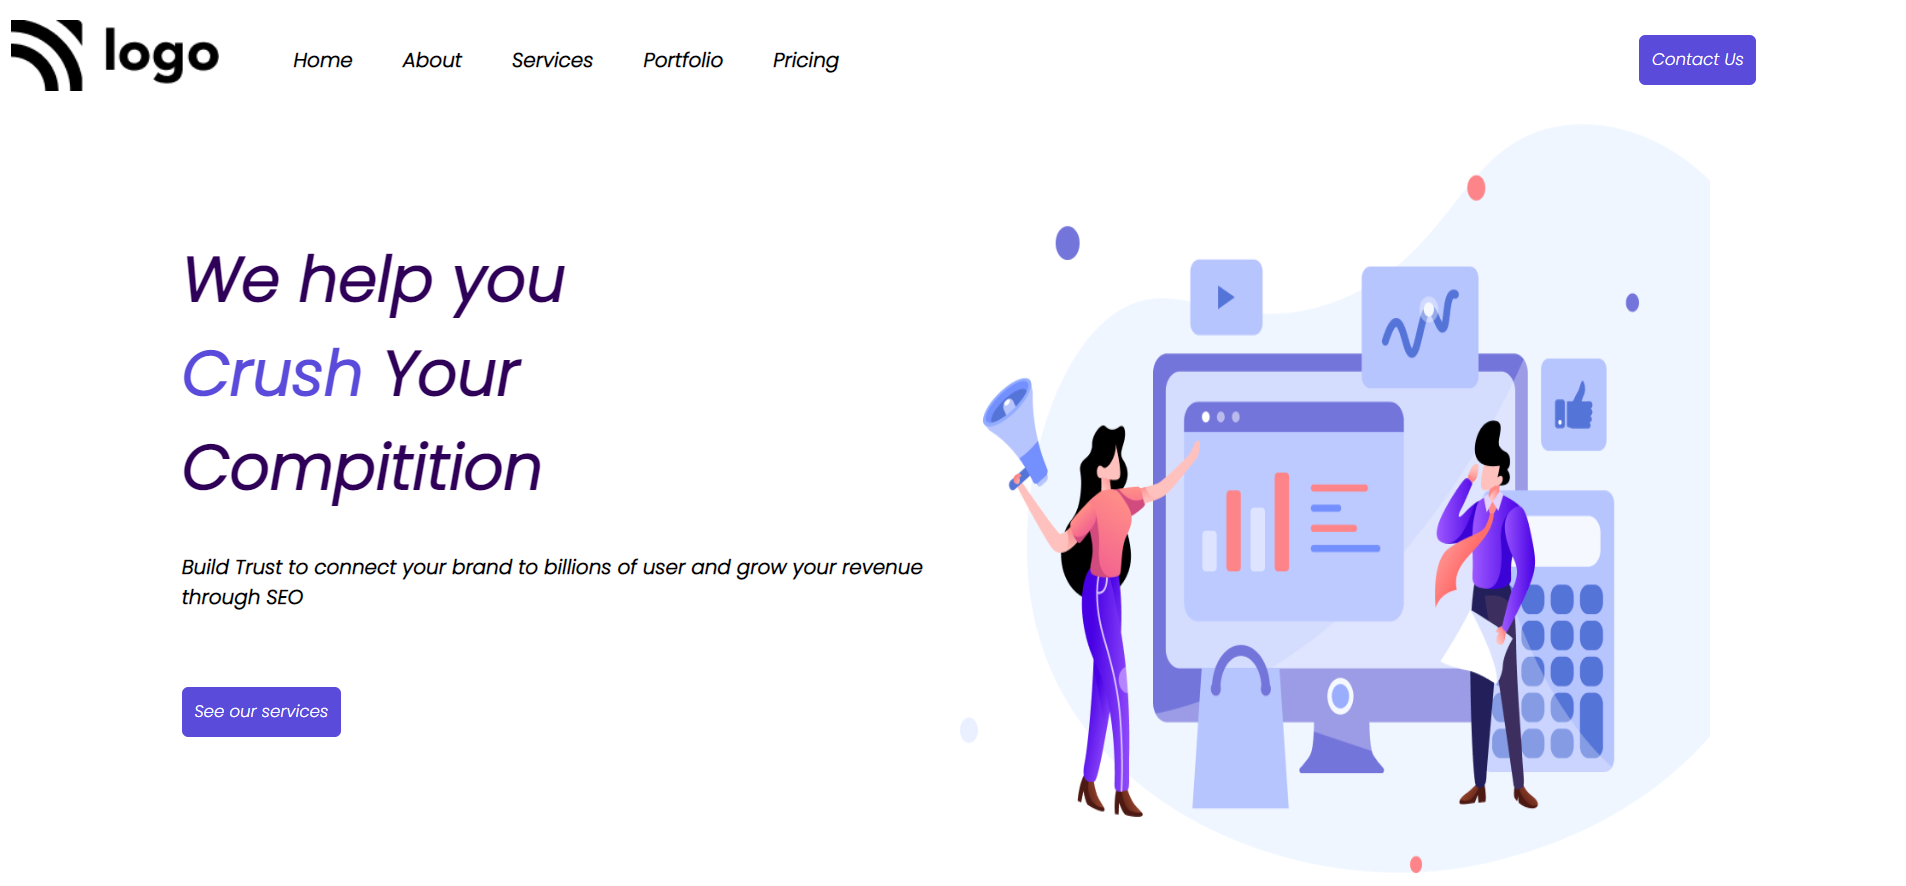 logo
Home About Services Portfolio Pricing
Contact Us
We help you
Crush Your
Compitition
Build Trust to connect your brand to billions of user and grow your revenue
through SEO
See our services